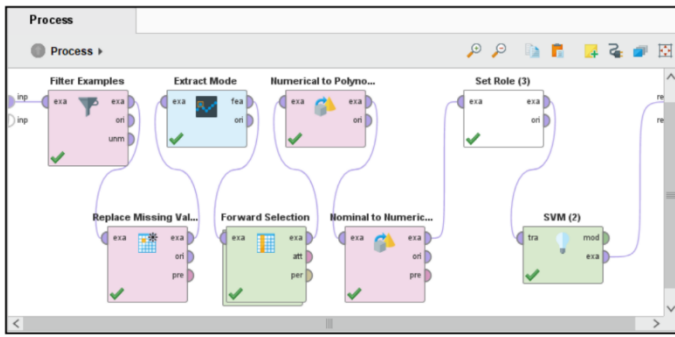 Process
Process
inp
inp
Filter Examples
exa
exa
ori
unm
Extract Mode
exa
fea
ori
Numerical to Polyno...
exa
exa
ori
Set Role (3)
exa
exa
ori
re
re
Replace Missing Val...
exa
exa
ori
pre
Forward Selection
exa
exa
att
per
Nominal to Numeric...
exa
exa
ori
pre
SVM (2)
tra
mod
exa